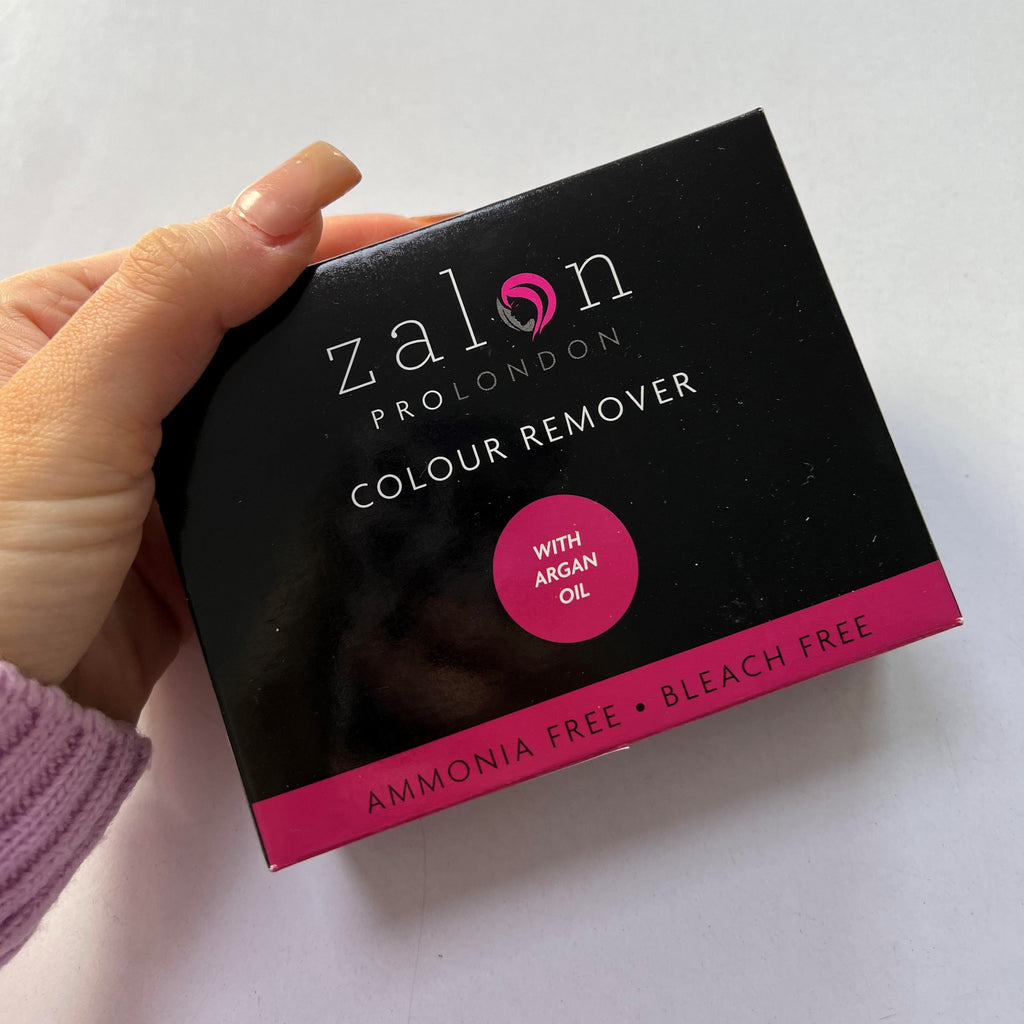 zalon
PROLONDON
COLOUR REMOVER
WITH
ARGAN
OIL
AMMONIA FREE • BLEACH FREE